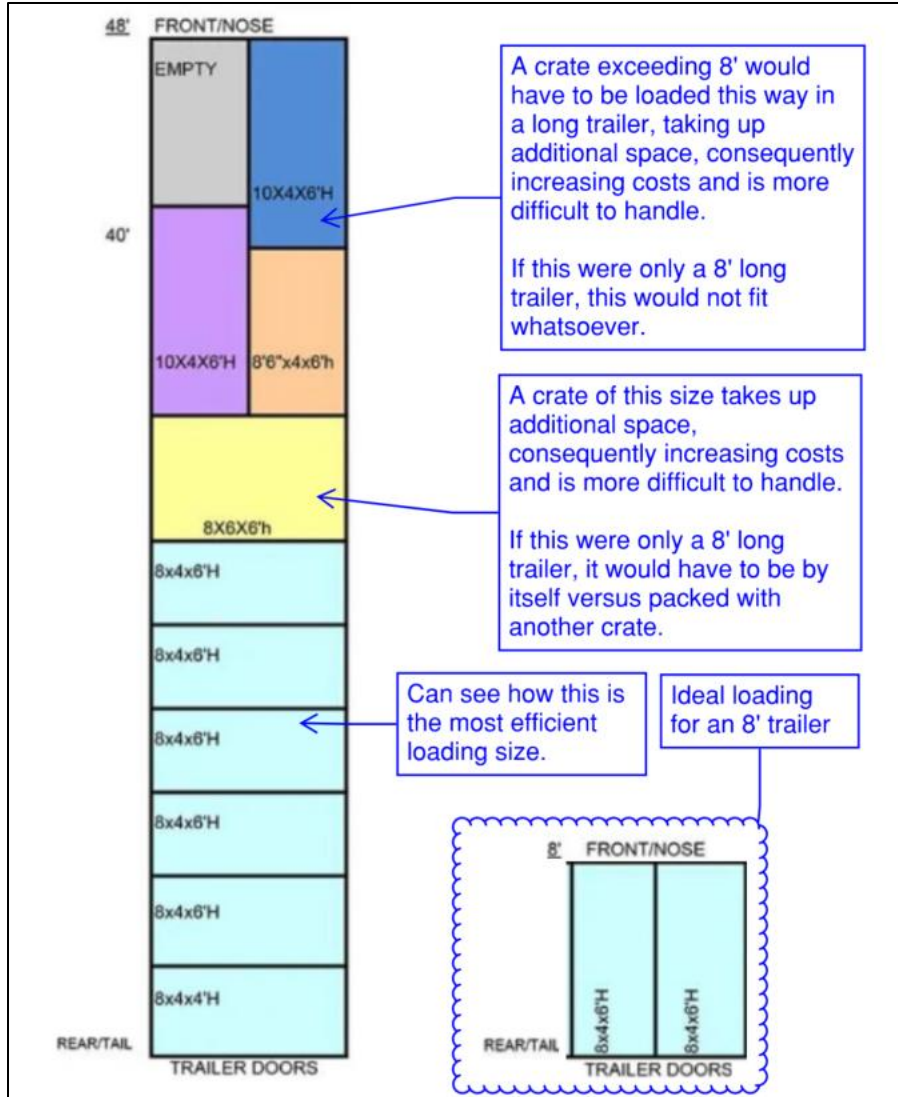 48' FRONT/NOSE
EMPTY
10X4X6'H
40'
10X4X6'H
8'6"x4x6'h
8X6X6'h
8x4x6'H
8x4x6'H
8x4x6'H
8x4x6'H
8x4x6'H
8x4x4'H
REAR/TAIL
TRAILER DOORS
A crate exceeding 8' would
have to be loaded this way in
a long trailer, taking up
additional space, consequently
increasing costs and is more
difficult to handle.
If this were only a 8' long
trailer, this would not fit
whatsoever.
A crate of this size takes up
additional space,
consequently increasing costs
and is more difficult to handle.
If this were only a 8' long
trailer, it would have to be by
itself versus packed with
another crate.
Can see how this is
the most efficient
loading size.
Ideal loading
for an 8' trailer
8' FRONT/NOSE
8x4x6'H
8x4x6'H
REAR/TAIL
TRAILER DOORS